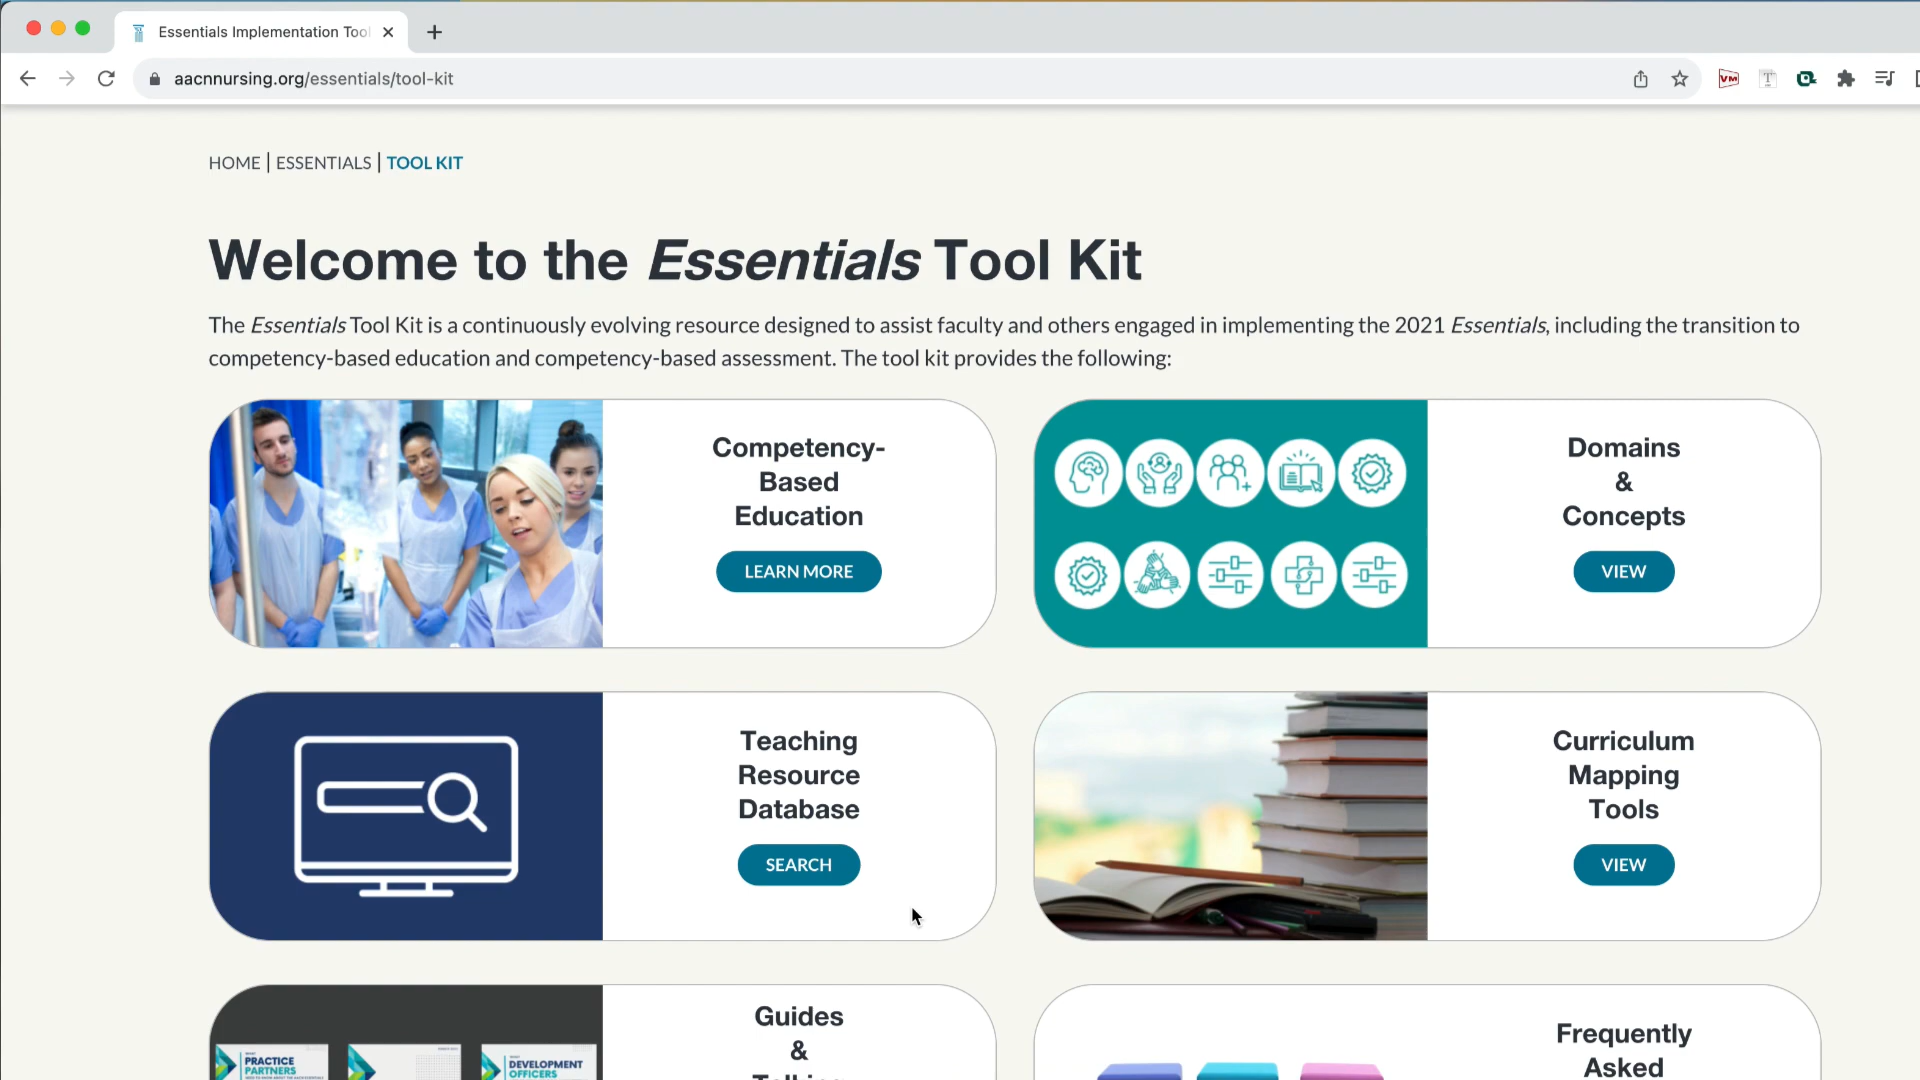 Essentials Implementation Tool
aacnnursing.org/essentials/tool-kit
VM
T
HOME | ESSENTIALS | TOOL KIT
Welcome to the Essentials Tool Kit
The Essentials Tool Kit is a continuously evolving resource designed to assist faculty and others engaged in implementing the 2021 Essentials, including the transition to
competency-based education and competency-based assessment. The tool kit provides the following:
Competency-
Based
Education
LEARN MORE
Domains
&
Concepts
VIEW
Teaching
Resource
Database
SEARCH
Curriculum
Mapping
Tools
VIEW
PRACTICE
PARTNERS
DEVELOPMENT
OFFICERS
Guides
&
Frequently
Asked